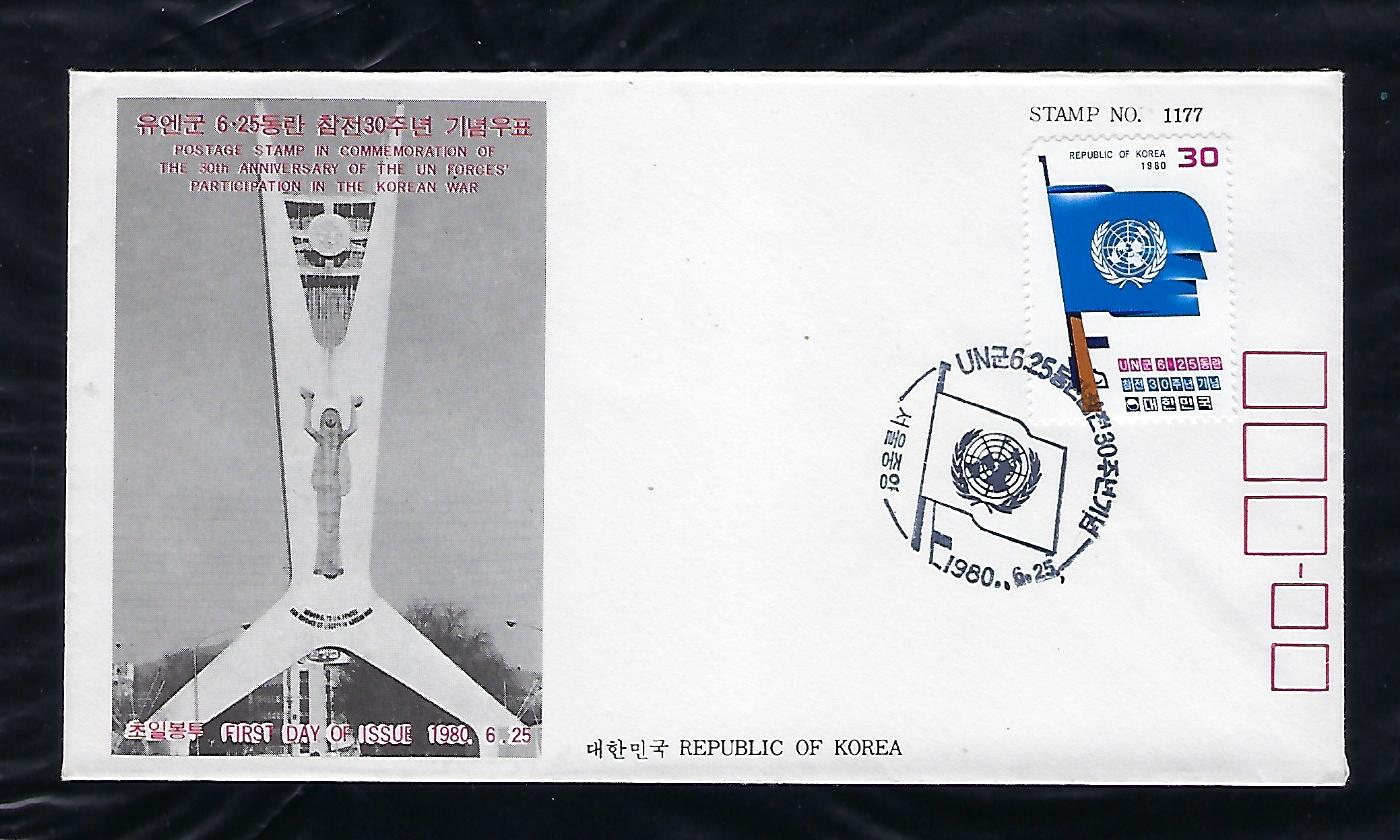 유엔군 6·25동란 참전30주년 기념우표
POSTAGE STAMP IN COMMEMORATION OF
THE 30th ANNIVERSARY OF THE UN FORCES'
PARTICIPATION IN THE KOREAN WAR
초일봉투 FIRST DAY OF ISSUE 1980. 6. 25
대한민국 REPUBLIC OF KOREA
STAMP NO. 1177
REPUBLIC OF KOREA 30
1980
UN군 6·25동란
참전30주년기념
대한민국
UN군6.25동란참전30주년기념
서울중앙
1980. 6. 25.